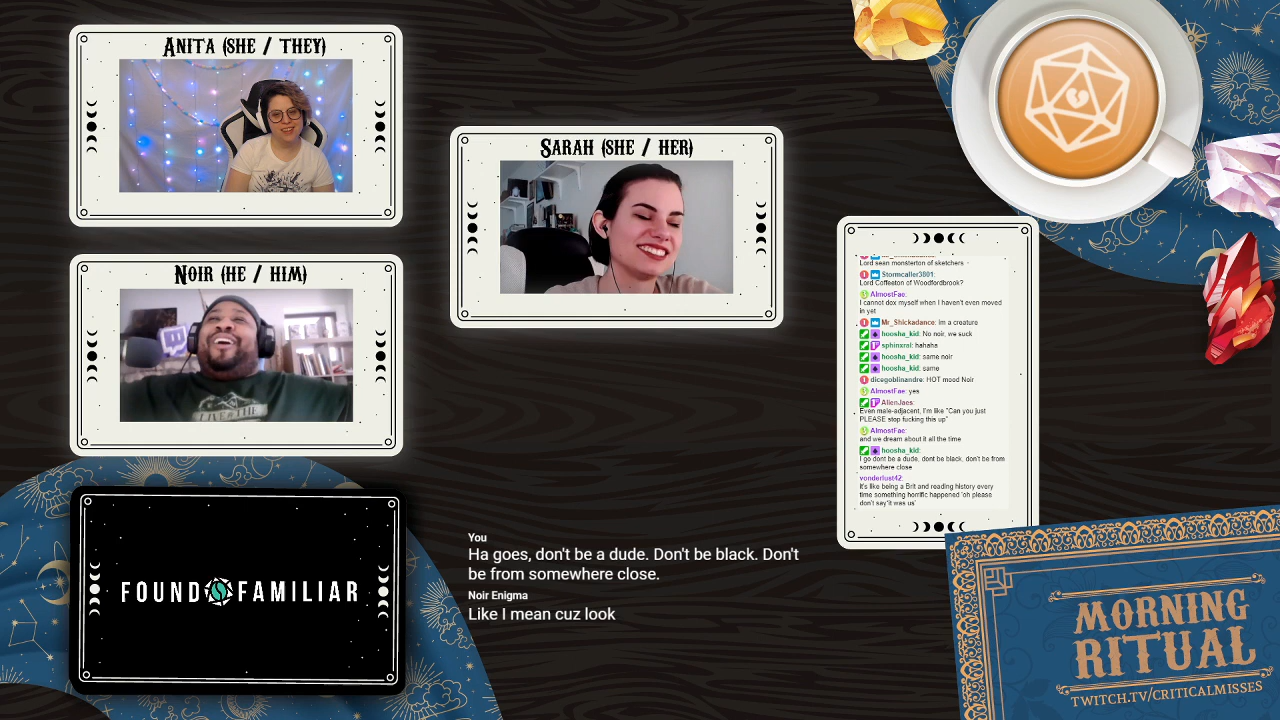 ANITA (SHE / THEY)
SARAH (SHE / HER)
NOIR (HE / HIM)
LIVE IN THE
FOUND FAMILIAR
You
Ha goes, don't be a dude. Don't be black. Don't
be from somewhere close.
Noir Enigma
Like I mean cuz look
Lord sean monsterton of sketchers
Stormcaller3801:
Lord Coffeeton of Woodfordbrook?
AlmostFae:
I cannot dox myself when I haven't even moved
in yet
Mr_Shickadance: im a creature
hoosha_kid: No noir, we suck
sphinxral: hahaha
hoosha_kid: same noir
hoosha_kid: same
dicegoblinandre: HOT mood Noir
AlmostFae: yes
AlienJaes:
Even male-adjacent, I'm like "Can you just
PLEASE stop fucking this up"
AlmostFae:
and we dream about it all the time
hoosha_kid:
I go dont be a dude, dont be black, don't be from
somewhere close
vonderlust42:
It's like being a Brit and reading history every
time something horrific happened 'oh please
don't say it was us'
MORNING
RITUAL
TWITCH.TV/CRITICALMISSES